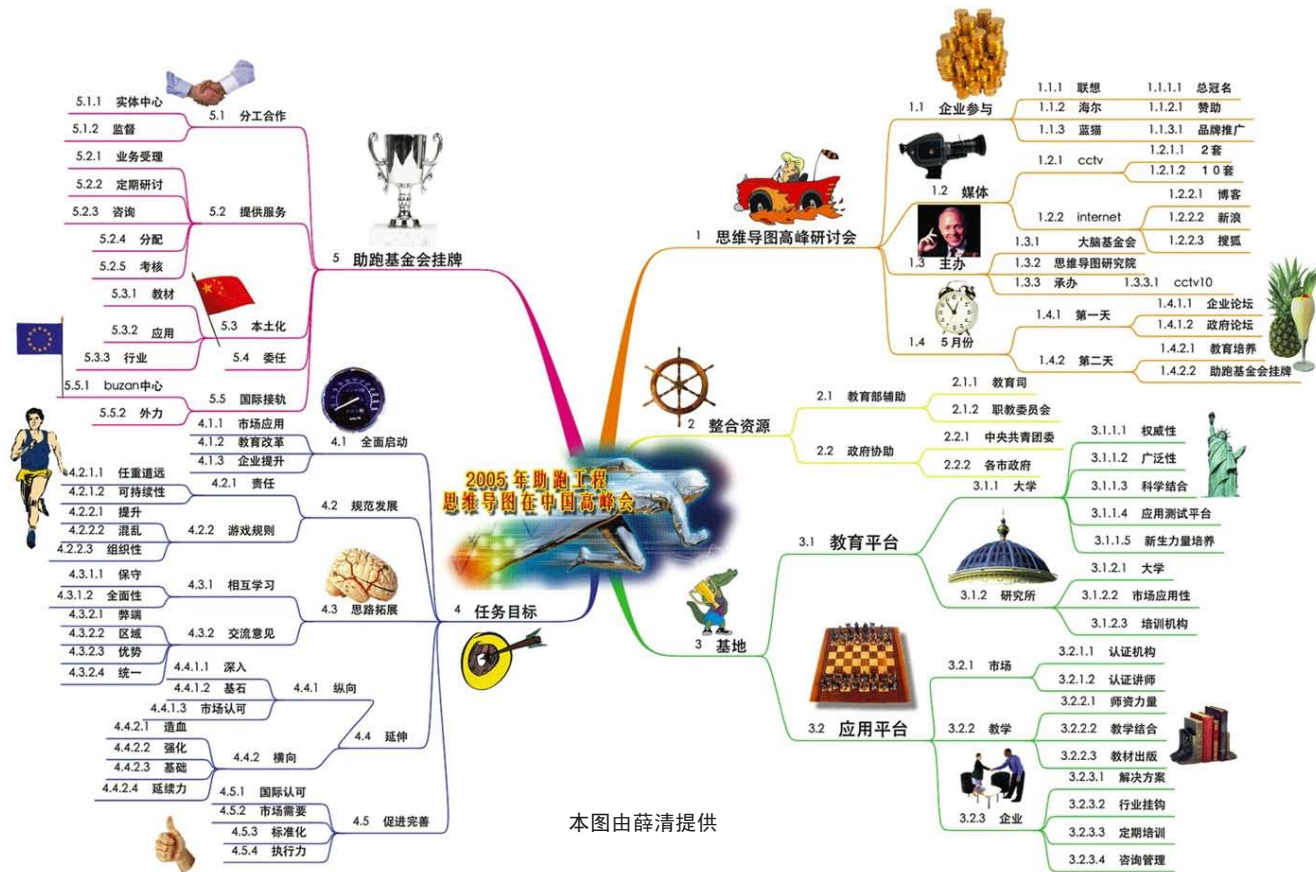 2005年助跑工程
思维导图在中国高峰会
1 思维导图高峰研讨会
1.1 企业参与
1.1.1 联想
1.1.1.1 总冠名
1.1.2 海尔
1.1.2.1 赞助
1.1.3 蓝猫
1.1.3.1 品牌推广
1.2 媒体
1.2.1 cctv
1.2.1.1 2套
1.2.1.2 10套
1.2.2 internet
1.2.2.1 博客
1.2.2.2 新浪
1.2.2.3 搜狐
1.3 主办
1.3.1 大脑基金会
1.3.2 思维导图研究院
1.3.3 承办
1.3.3.1 cctv10
1.4 5月份
1.4.1 第一天
1.4.1.1 企业论坛
1.4.1.2 政府论坛
1.4.2 第二天
1.4.2.1 教育培养
1.4.2.2 助跑基金会挂牌
2 整合资源
2.1 教育部辅助
2.1.1 教育司
2.1.2 职教委员会
2.2 政府协助
2.2.1 中央共青团委
2.2.2 各市政府
3 基地
3.1 教育平台
3.1.1 大学
3.1.1.1 权威性
3.1.1.2 广泛性
3.1.1.3 科学结合
3.1.1.4 应用测试平台
3.1.1.5 新生力量培养
3.1.2 研究所
3.1.2.1 大学
3.1.2.2 市场应用性
3.1.2.3 培训机构
3.2 应用平台
3.2.1 市场
3.2.1.1 认证机构
3.2.1.2 认证讲师
3.2.2 教学
3.2.2.1 师资力量
3.2.2.2 教学结合
3.2.2.3 教材出版
3.2.3 企业
3.2.3.1 解决方案
3.2.3.2 行业挂钩
3.2.3.3 定期培训
3.2.3.4 咨询管理
4 任务目标
4.1 全面启动
4.1.1 市场应用
4.1.2 教育改革
4.1.3 企业提升
4.2 规范发展
4.2.1 责任
4.2.1.1 任重道远
4.2.1.2 可持续性
4.2.2 游戏规则
4.2.2.1 提升
4.2.2.2 混乱
4.2.2.3 组织性
4.3 思路拓展
4.3.1 相互学习
4.3.1.1 保守
4.3.1.2 全面性
4.3.2 交流意见
4.3.2.1 弊端
4.3.2.2 区域
4.3.2.3 优势
4.3.2.4 统一
4.4 延伸
4.4.1 纵向
4.4.1.1 深入
4.4.1.2 基石
4.4.1.3 市场认可
4.4.2 横向
4.4.2.1 造血
4.4.2.2 强化
4.4.2.3 基础
4.4.2.4 延续力
4.5 促进完善
4.5.1 国际认可
4.5.2 市场需要
4.5.3 标准化
4.5.4 执行力
5 助跑基金会挂牌
5.1 分工合作
5.1.1 实体中心
5.1.2 监督
5.2 提供服务
5.2.1 业务受理
5.2.2 定期研讨
5.2.3 咨询
5.2.4 分配
5.2.5 考核
5.3 本土化
5.3.1 教材
5.3.2 应用
5.3.3 行业
5.4 委任
5.5 国际接轨
5.5.1 buzan中心
5.5.2 外力
本图由薛清提供